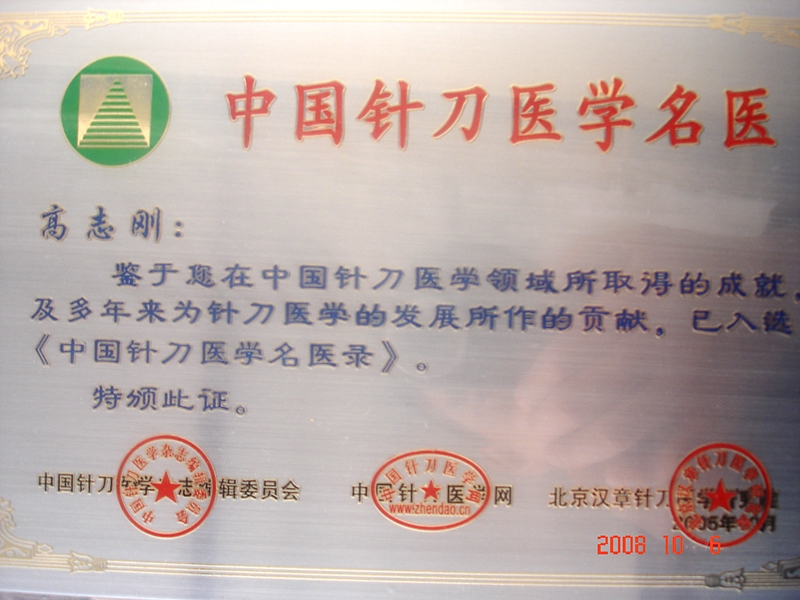 中国针刀医学名医
高志刚：
鉴于您在中国针刀医学领域所取得的成就，
及多年来为针刀医学的发展所作的贡献，已入选
《中国针刀医学名医录》。
特颁此证。
中国针刀医学杂志编辑委员会
中国针刀医学网
www.zhendao.cn
北京汉章针刀医学
2008 10 6